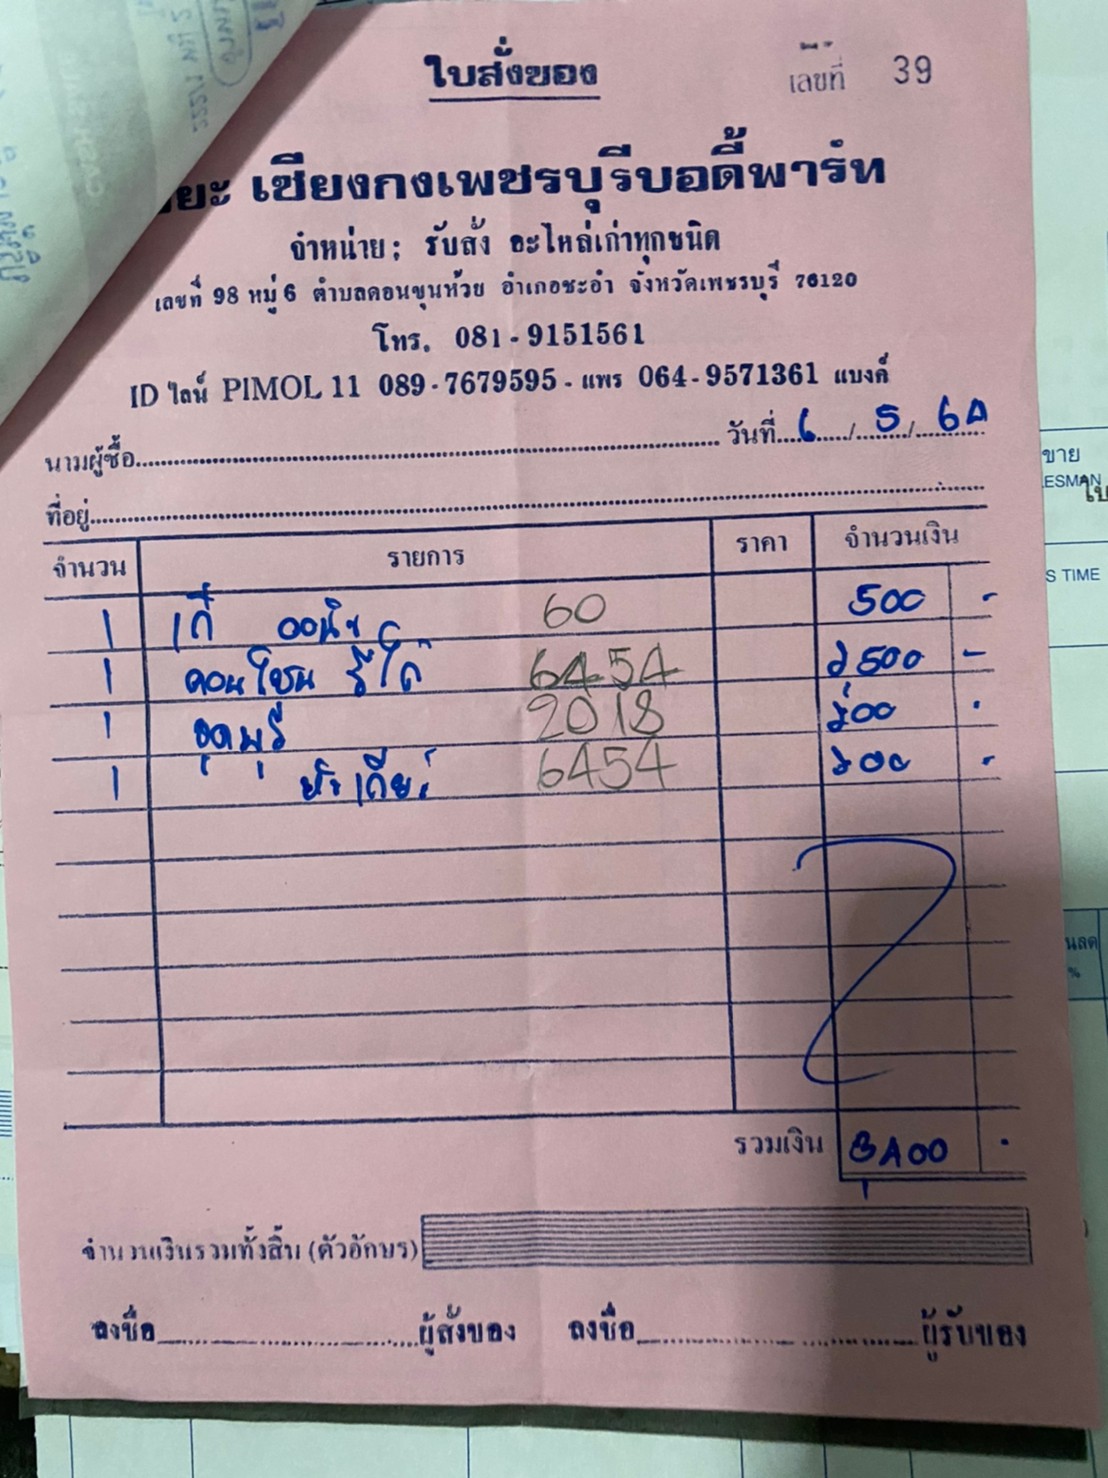 ใบสั่งของ
เลขที่ 39
เซียงกงเพชรบุรีบอดี้พาร์ท
จำหน่าย; รับสั่ง อะไหล่เก่าทุกชนิด
เลขที่ 98 หมู่ 6 ตำบลดอนขุนห้วย อำเภอชะอำ จังหวัดเพชรบุรี 76120
โทร. 081-9151561
ID ไลน์ PIMOL 11 089-7679595 - แพร 064-9571361 แบงค์
นามผู้ซื้อ วันที่ 6 / 5 / 64
ที่อยู่
จำนวน รายการ ราคา จำนวนเงิน
1 60 500 -
1 6454 2500 -
1 2018 200 -
1 6454 200 -
รวมเงิน 3400 -
จำนวนเงินรวมทั้งสิ้น (ตัวอักษร)
ลงชื่อ ผู้สั่งของ ลงชื่อ ผู้รับของ
ขาย
ESMAN
S TIME
%